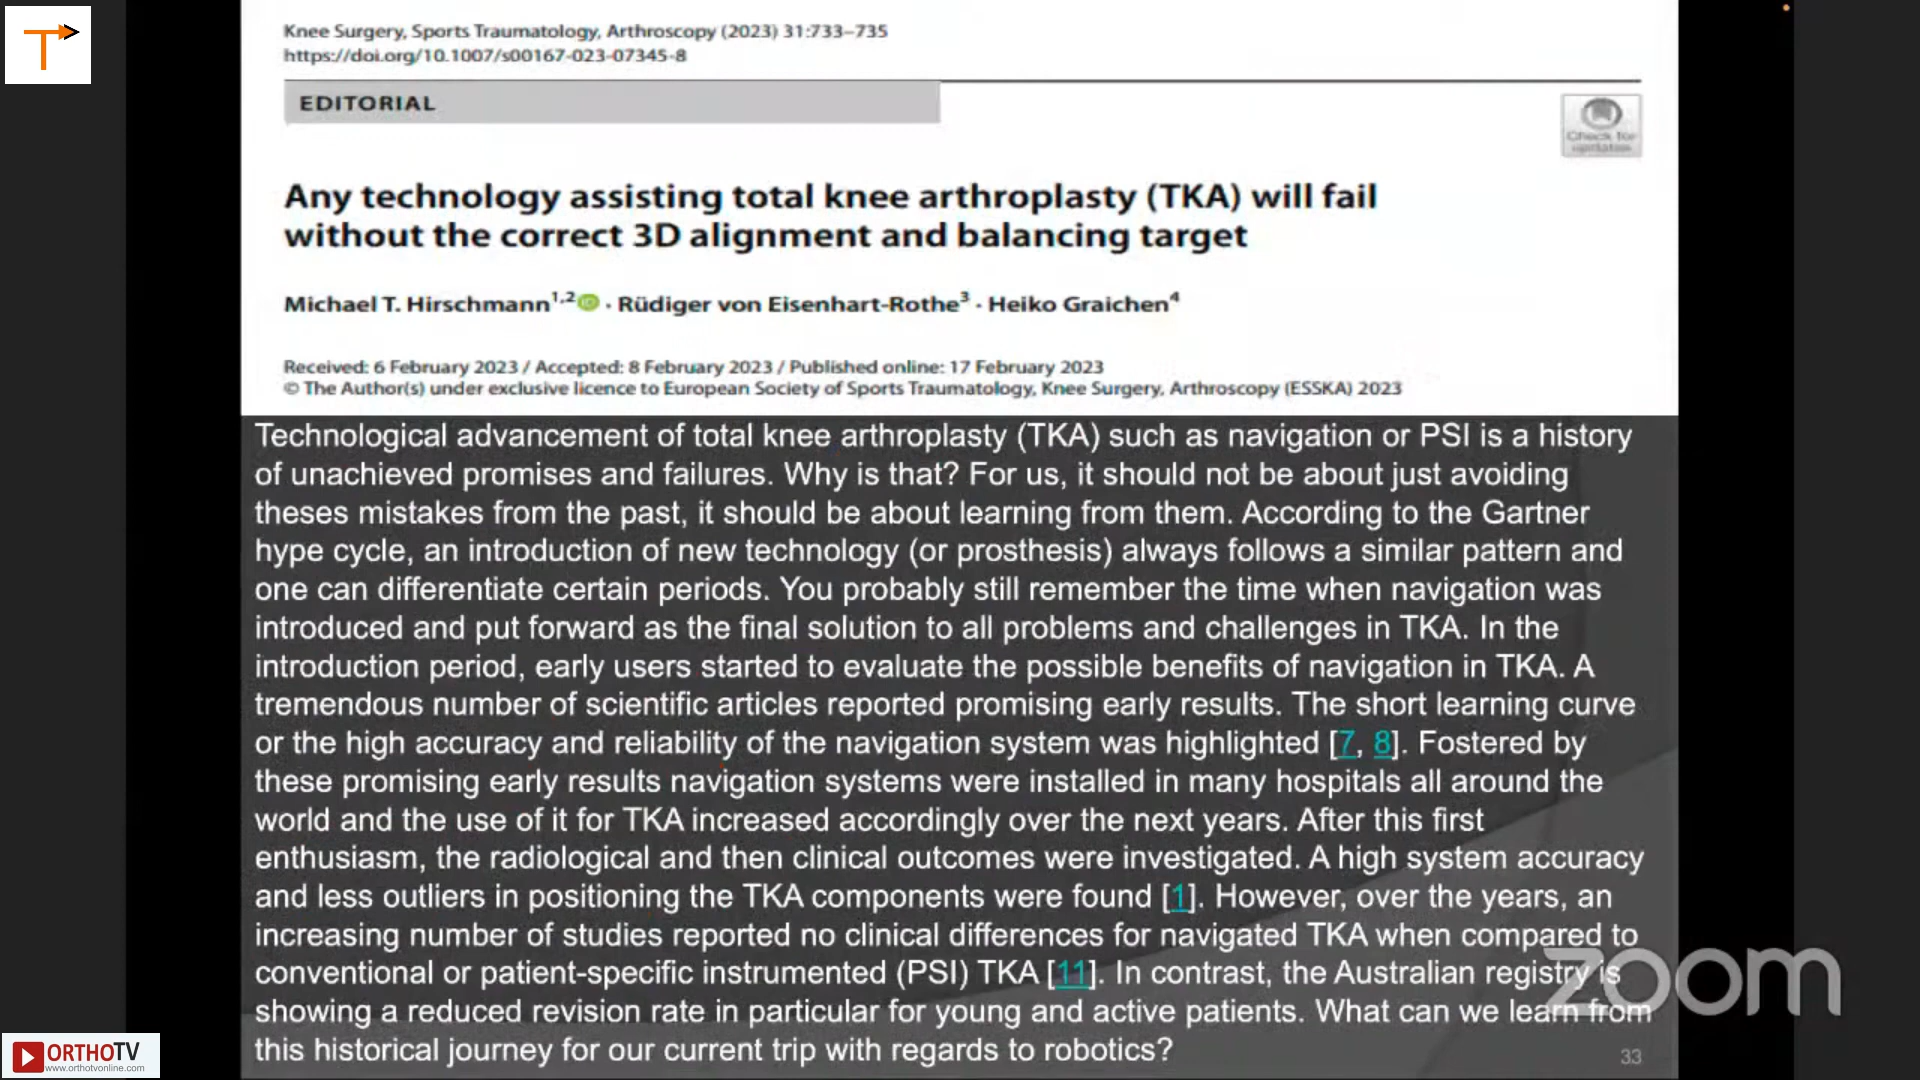 Knee Surgery, Sports Traumatology, Arthroscopy (2023) 31:733–735
https://doi.org/10.1007/s00167-023-07345-8
EDITORIAL
Check for
updates
Any technology assisting total knee arthroplasty (TKA) will fail
without the correct 3D alignment and balancing target
Michael T. Hirschmann1,2 iD · Rüdiger von Eisenhart-Rothe3 · Heiko Graichen4
Received: 6 February 2023 / Accepted: 8 February 2023 / Published online: 17 February 2023
© The Author(s) under exclusive licence to European Society of Sports Traumatology, Knee Surgery, Arthroscopy (ESSKA) 2023
Technological advancement of total knee arthroplasty (TKA) such as navigation or PSI is a history
of unachieved promises and failures. Why is that? For us, it should not be about just avoiding
theses mistakes from the past, it should be about learning from them. According to the Gartner
hype cycle, an introduction of new technology (or prosthesis) always follows a similar pattern and
one can differentiate certain periods. You probably still remember the time when navigation was
introduced and put forward as the final solution to all problems and challenges in TKA. In the
introduction period, early users started to evaluate the possible benefits of navigation in TKA. A
tremendous number of scientific articles reported promising early results. The short learning curve
or the high accuracy and reliability of the navigation system was highlighted [7, 8]. Fostered by
these promising early results navigation systems were installed in many hospitals all around the
world and the use of it for TKA increased accordingly over the next years. After this first
enthusiasm, the radiological and then clinical outcomes were investigated. A high system accuracy
and less outliers in positioning the TKA components were found [1]. However, over the years, an
increasing number of studies reported no clinical differences for navigated TKA when compared to
conventional or patient-specific instrumented (PSI) TKA [11]. In contrast, the Australian registry is
showing a reduced revision rate in particular for young and active patients. What can we learn from
this historical journey for our current trip with regards to robotics?
33
zoom
T
ORTHOTV
www.orthotvonline.com